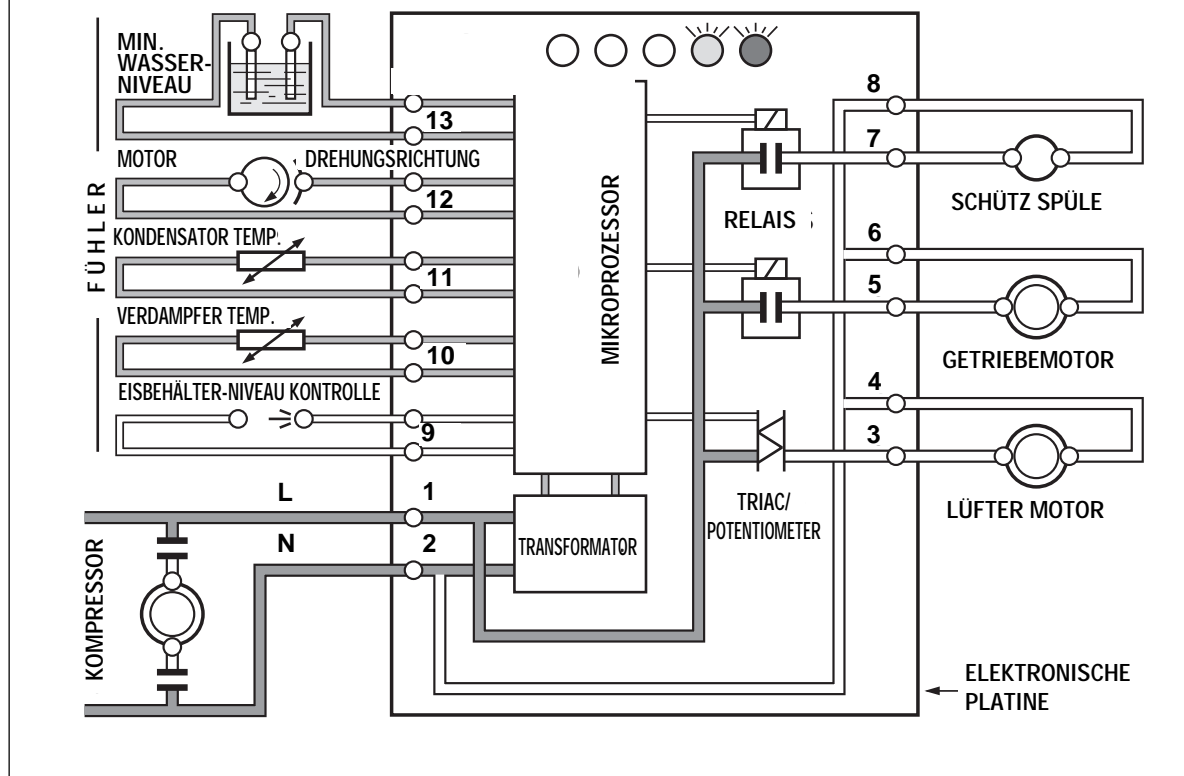 MIN.
WASSER-
NIVEAU
13
MOTOR
DREHUNGSRICHTUNG
12
KONDENSATOR TEMP.
11
VERDAMPFER TEMP.
10
EISBEHÄLTER-NIVEAU KONTROLLE
9
FÜHLER
L
1
N
2
KOMPRESSOR
MIKROPROZESSOR
TRANSFORMATOR
RELAIS
TRIAC/
POTENTIOMETER
8
7
SCHÜTZ SPÜLE
6
5
GETRIEBEMOTOR
4
3
LÜFTER MOTOR
ELEKTRONISCHE
PLATINE